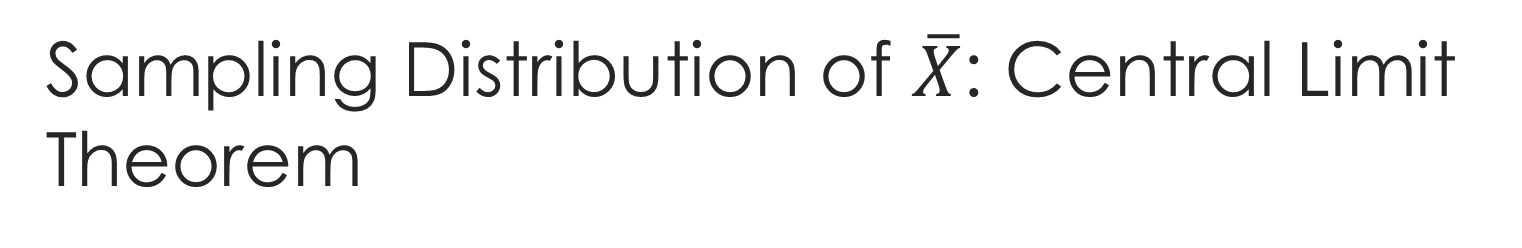 Sampling Distribution of X̄: Central Limit
Theorem